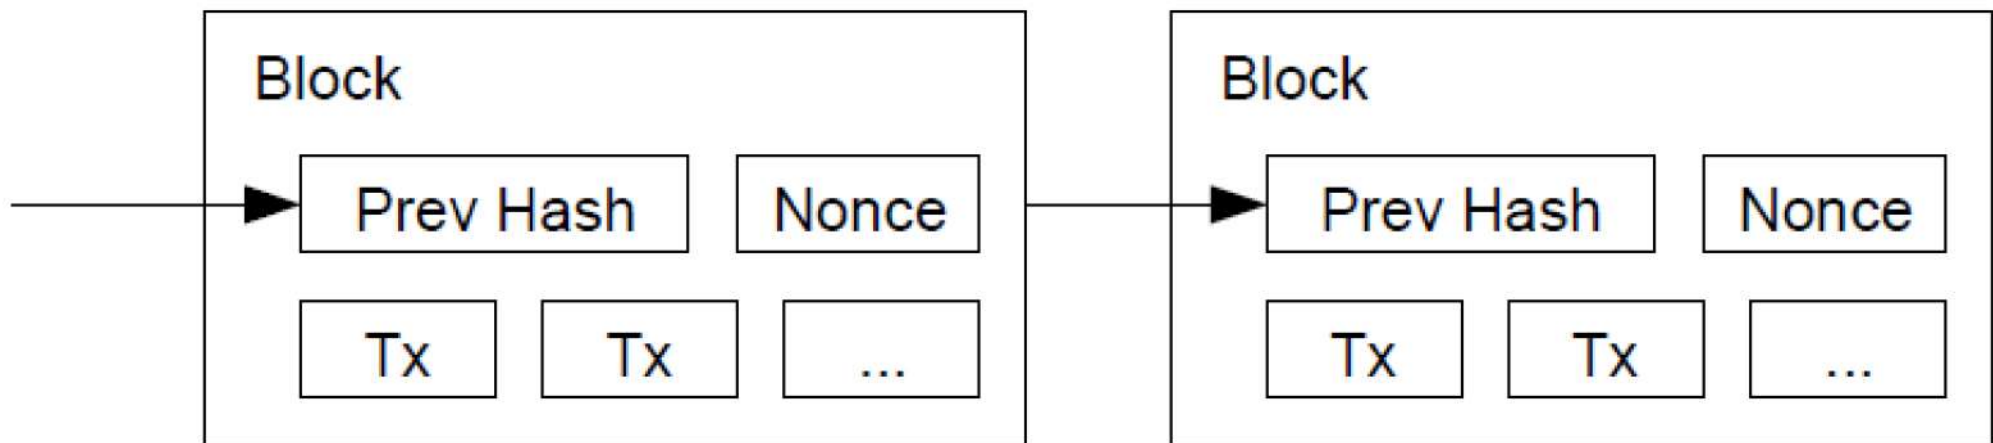 Block
Prev Hash
Nonce
Tx
Tx
...
Block
Prev Hash
Nonce
Tx
Tx
...